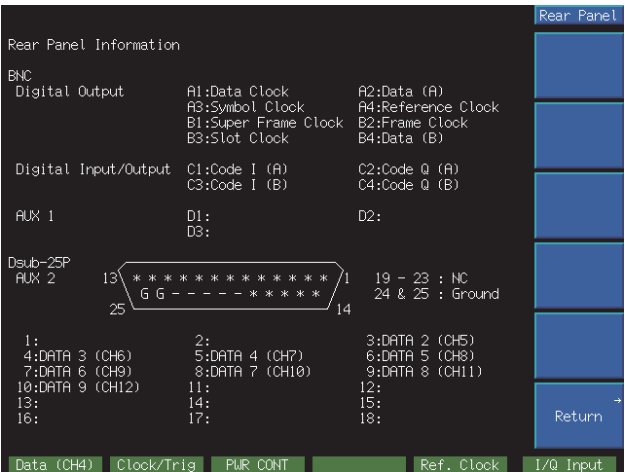 Rear Panel
Rear Panel Information
BNC
Digital Output A1:Data Clock A2:Data (A)
A3:Symbol Clock A4:Reference Clock
B1:Super Frame Clock B2:Frame Clock
B3:Slot Clock B4:Data (B)
Digital Input/Output C1:Code I (A) C2:Code Q (A)
C3:Code I (B) C4:Code Q (B)
AUX 1 D1: D2:
D3:
Dsub-25P
AUX 2 13 * * * * * * * * * * * * * 1 19 - 23 : NC
G G - - - - - * * * * * 24 & 25 : Ground
25 14
1: 2: 3:DATA 2 (CH5)
4:DATA 3 (CH6) 5:DATA 4 (CH7) 6:DATA 5 (CH8)
7:DATA 6 (CH9) 8:DATA 7 (CH10) 9:DATA 8 (CH11)
10:DATA 9 (CH12) 11: 12:
13: 14: 15:
16: 17: 18:
→
Return
Data (CH4) Clock/Trig PWR CONT Ref. Clock I/Q Input